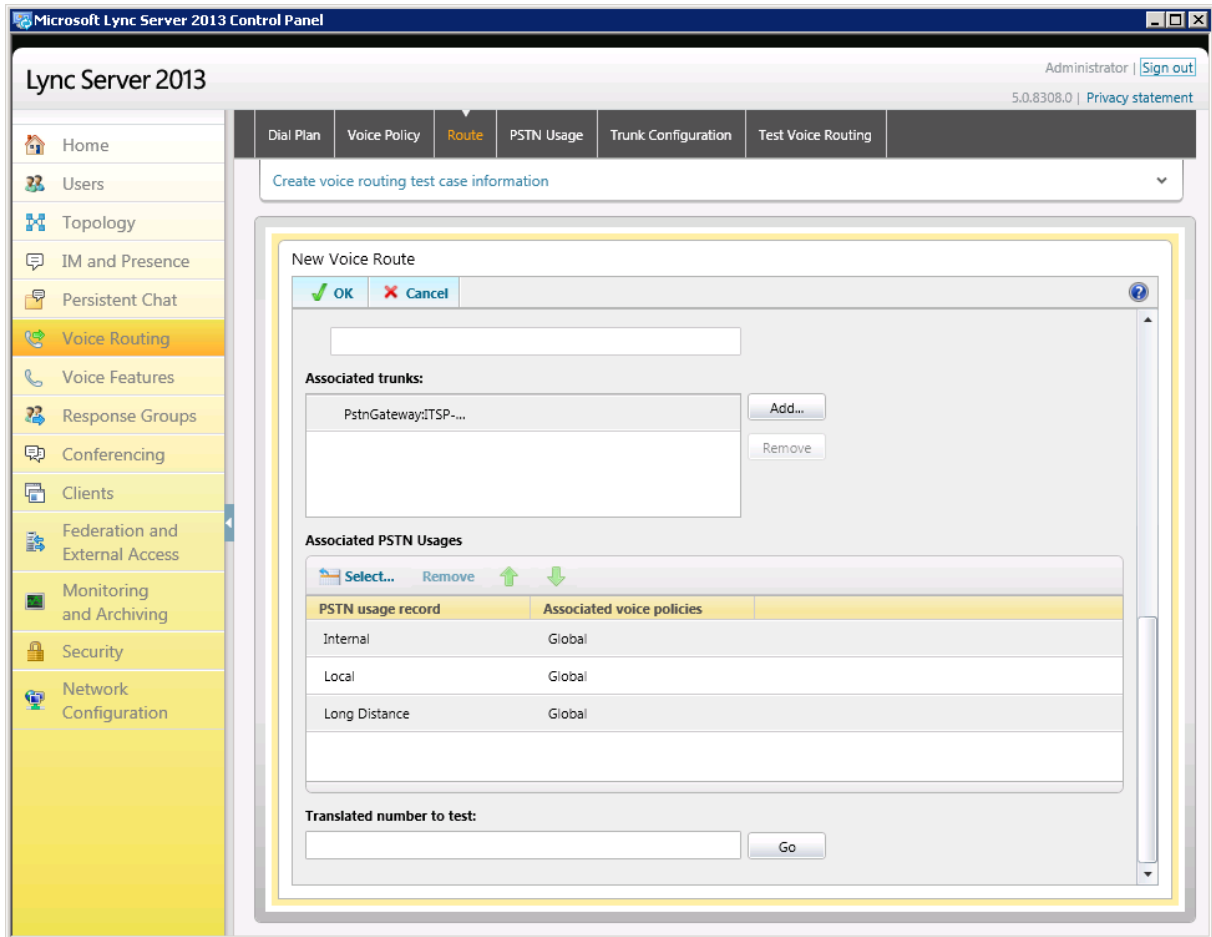 Microsoft Lync Server 2013 Control Panel
Lync Server 2013
Administrator | Sign out
5.0.8308.0 | Privacy statement
Home
Users
Topology
IM and Presence
Persistent Chat
Voice Routing
Voice Features
Response Groups
Conferencing
Clients
Federation and
External Access
Monitoring
and Archiving
Security
Network
Configuration
Dial Plan Voice Policy Route PSTN Usage Trunk Configuration Test Voice Routing
Create voice routing test case information
New Voice Route
OK Cancel
Associated trunks:
PstnGateway:ITSP-...
Add...
Remove
Associated PSTN Usages
Select... Remove
PSTN usage record Associated voice policies
Internal Global
Local Global
Long Distance Global
Translated number to test:
Go